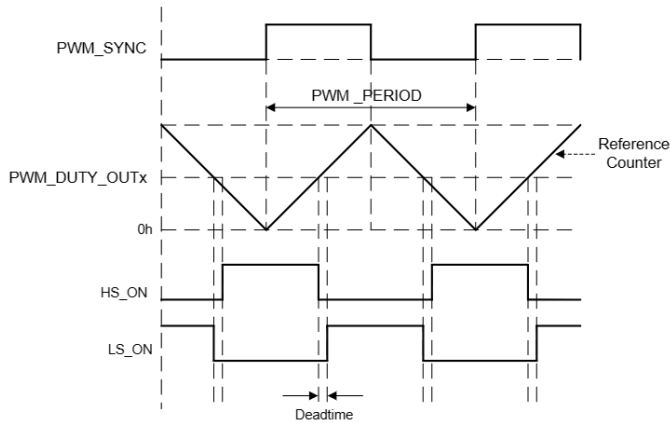 PWM_SYNC
PWM _PERIOD
Reference
Counter
PWM_DUTY_OUTx
0h
HS_ON
LS_ON
Deadtime